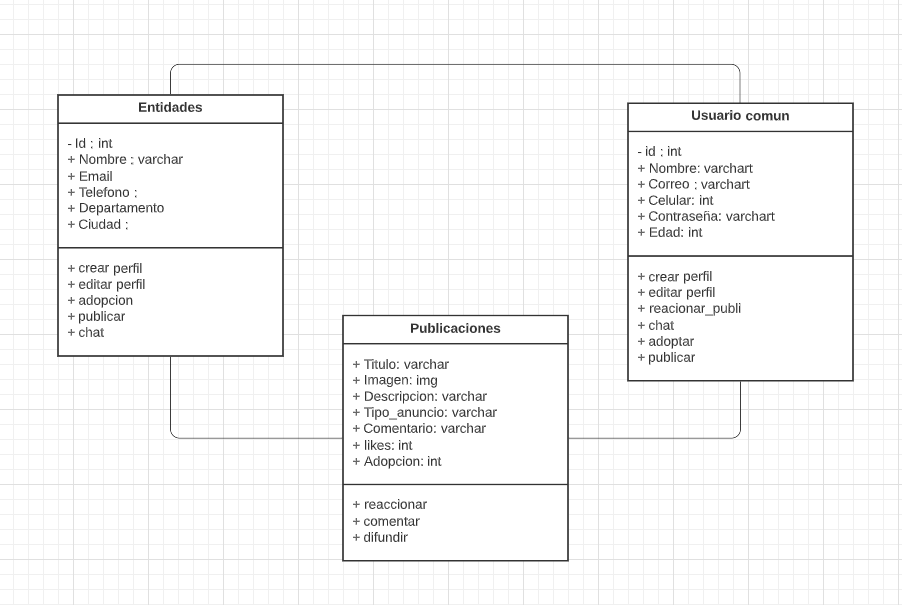 Entidades
- Id ; int
+ Nombre ; varchar
+ Email
+ Telefono ;
+ Departamento
+ Ciudad ;
+ crear perfil
+ editar perfil
+ adopcion
+ publicar
+ chat
Usuario comun
- id ; int
+ Nombre: varchart
+ Correo ; varchart
+ Celular: int
+ Contraseña: varchart
+ Edad: int
+ crear perfil
+ editar perfil
+ reacionar_publi
+ chat
+ adoptar
+ publicar
Publicaciones
+ Titulo: varchar
+ Imagen: img
+ Descripcion: varchar
+ Tipo_anuncio: varchar
+ Comentario: varchar
+ likes: int
+ Adopcion: int
+ reaccionar
+ comentar
+ difundir